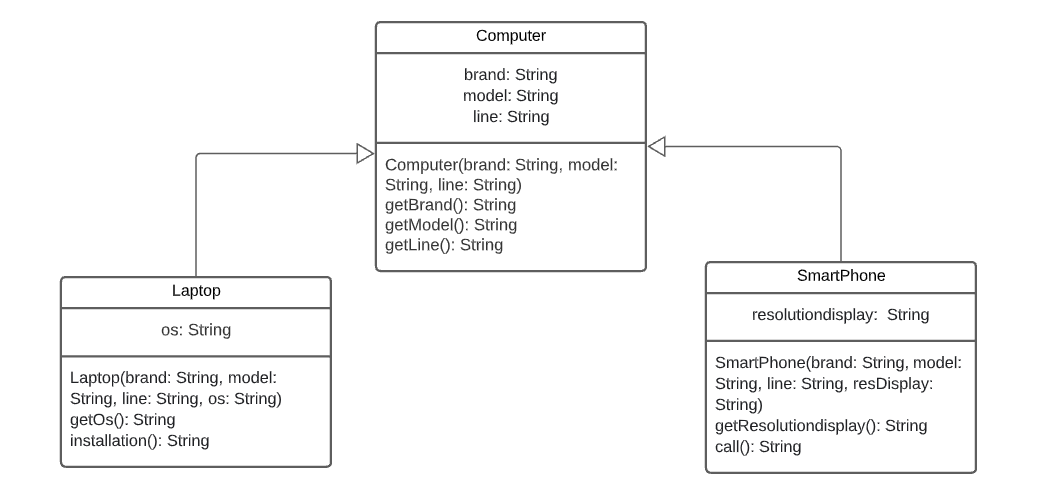 Computer
brand: String
model: String
line: String
Computer(brand: String, model:
String, line: String)
getBrand(): String
getModel(): String
getLine(): String
Laptop
os: String
Laptop(brand: String, model:
String, line: String, os: String)
getOs(): String
installation(): String
SmartPhone
resolutiondisplay:  String
SmartPhone(brand: String, model:
String, line: String, resDisplay:
String)
getResolutiondisplay(): String
call(): String